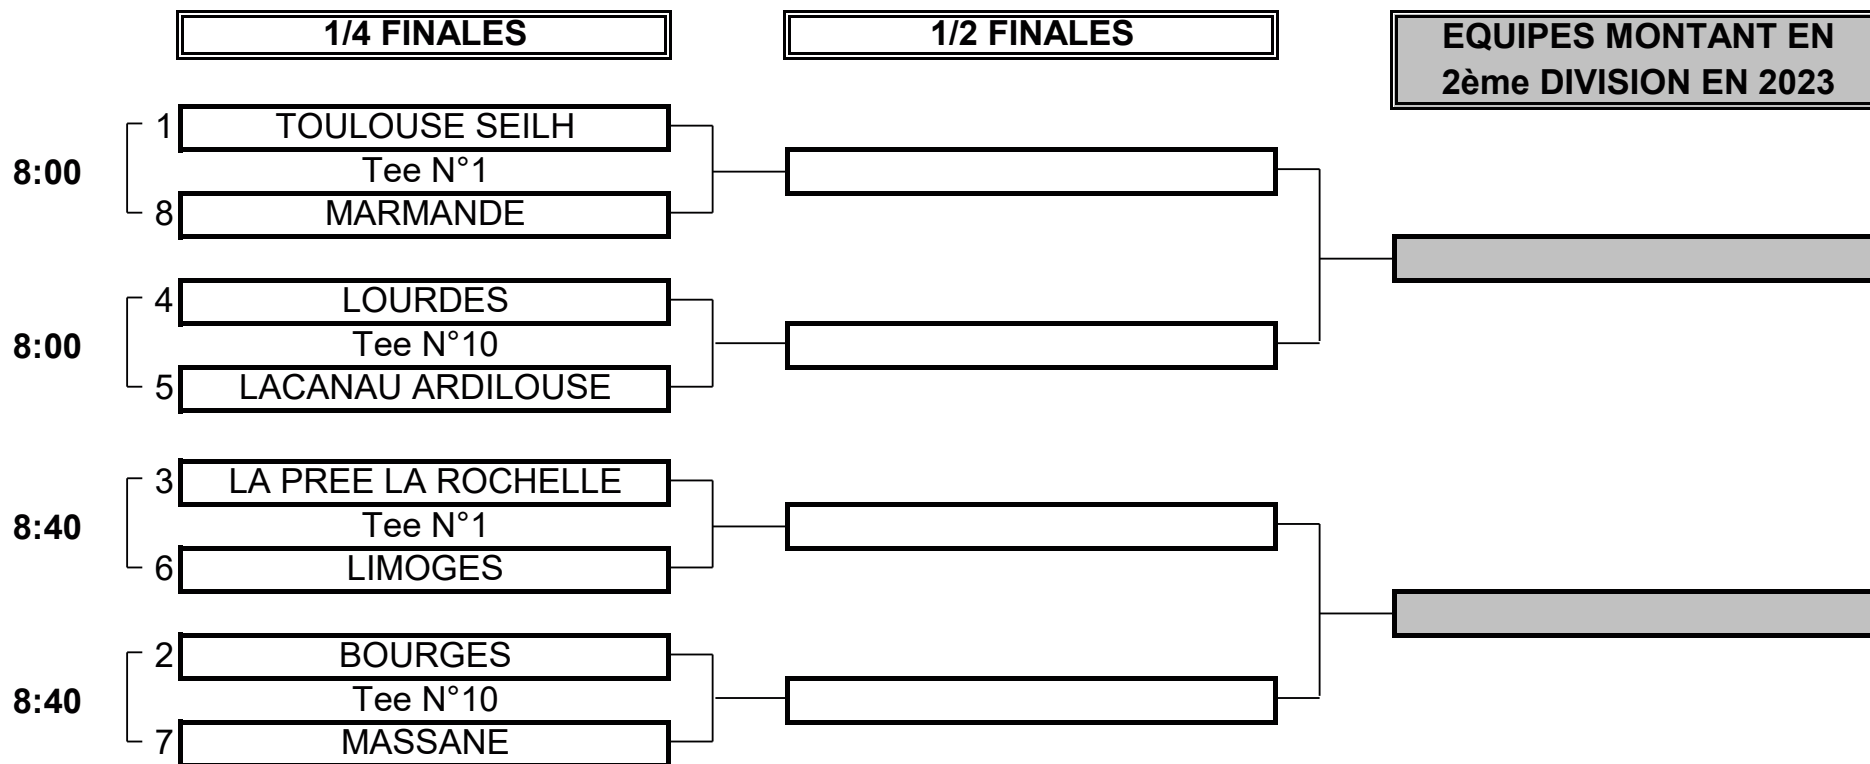 1/4 FINALES
1/2 FINALES
EQUIPES MONTANT EN
2ème DIVISION EN 2023
1 TOULOUSE SEILH
8:00 Tee N°1
8 MARMANDE
4 LOURDES
8:00 Tee N°10
5 LACANAU ARDILOUSE
3 LA PREE LA ROCHELLE
8:40 Tee N°1
6 LIMOGES
2 BOURGES
8:40 Tee N°10
7 MASSANE